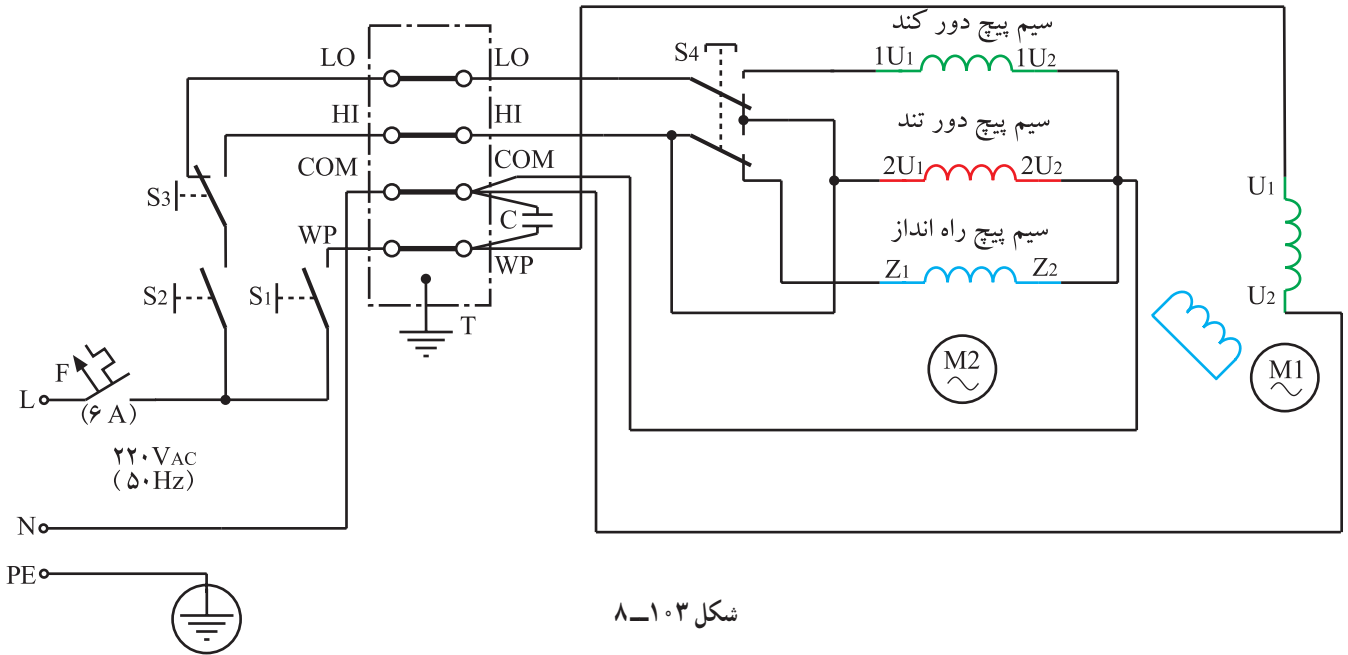 سیم پیچ دور کند
LO LO S4 1U1 1U2
HI HI سیم پیچ دور تند
COM COM 2U1 2U2
S3 U1
C
WP WP سیم پیچ راه انداز
Z1 Z2
S2 S1 U2
T
F M2 M1
L (۶ A)
۲۲۰VAC
(۵۰Hz)
N
PE
شکل ۱۰۳ــ۸